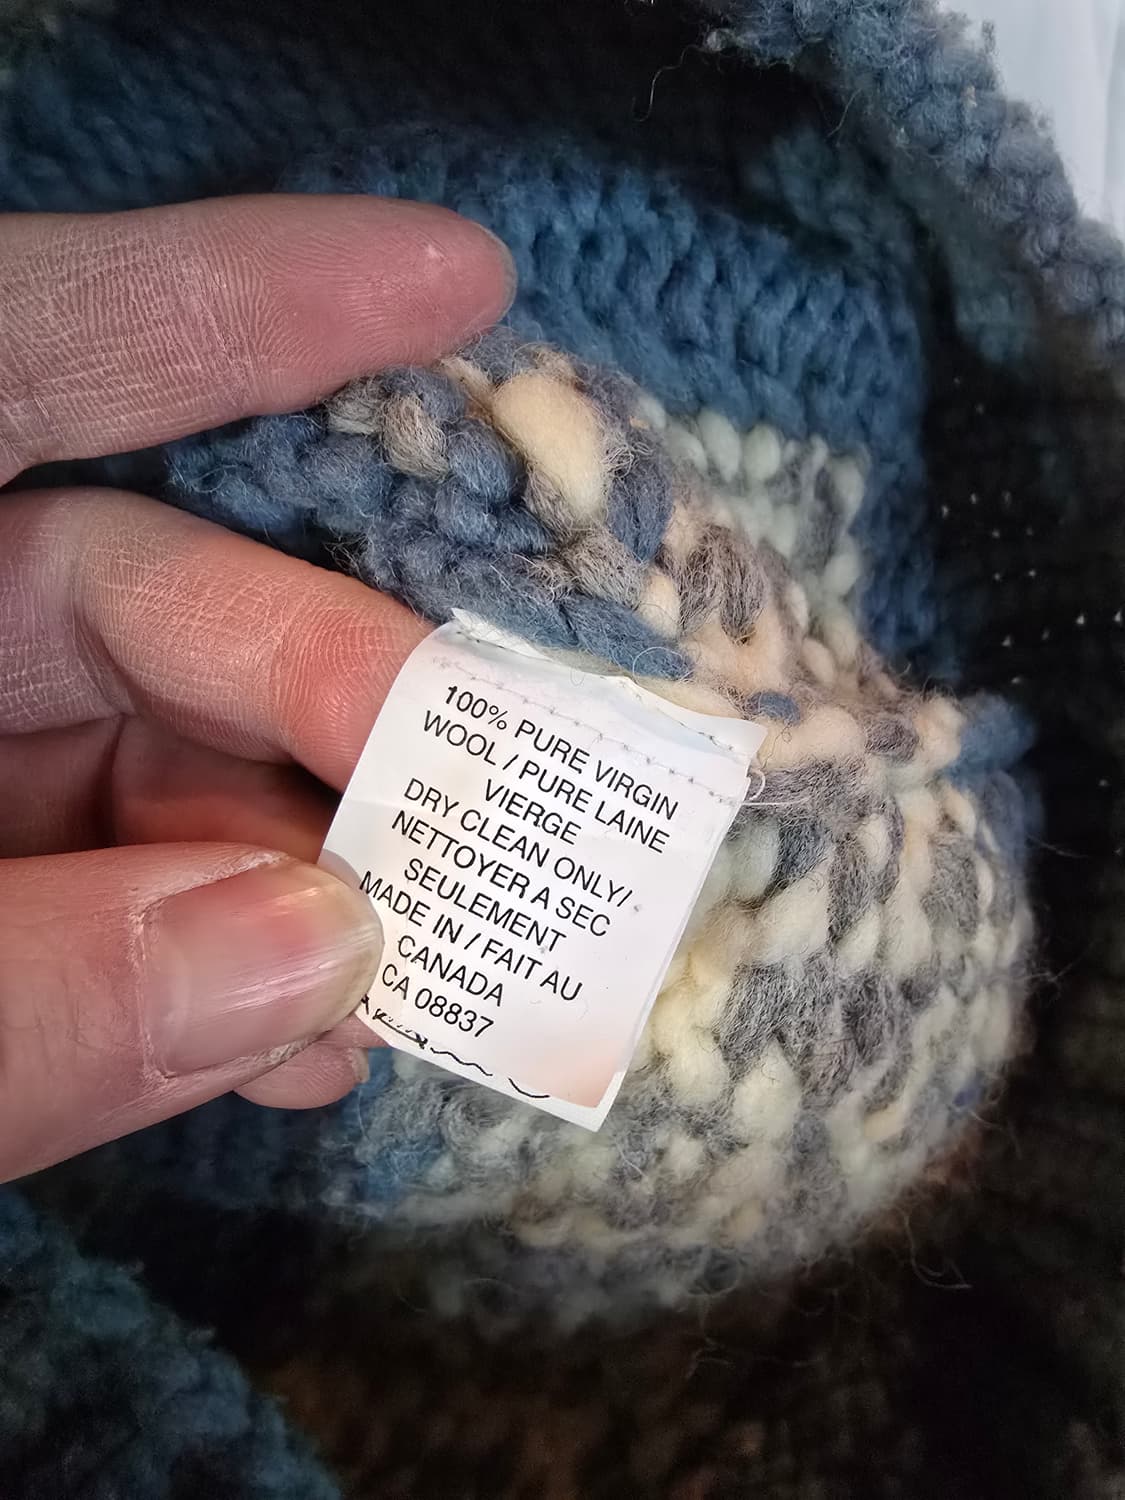 100% PURE VIRGIN
WOOL / PURE LAINE
VIERGE
DRY CLEAN ONLY/
NETTOYER A SEC
SEULEMENT
MADE IN / FAIT AU
CANADA
CA 08837